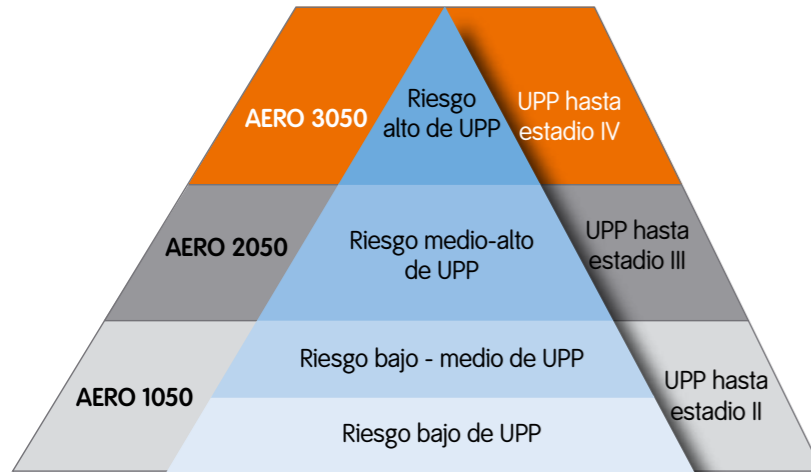 AERO 3050
Riesgo
alto de UPP
UPP hasta
estadio IV
AERO 2050
Riesgo medio-alto
de UPP
UPP hasta
estadio III
AERO 1050
Riesgo bajo - medio de UPP
Riesgo bajo de UPP
UPP hasta
estadio II